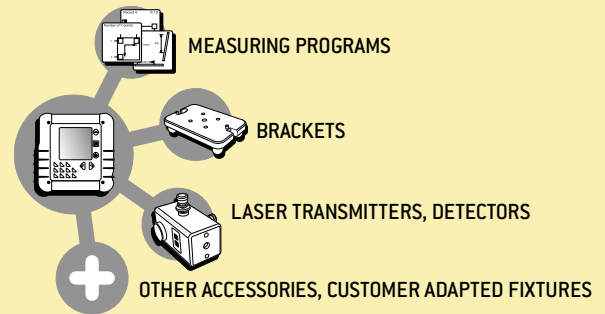 MEASURING PROGRAMS
BRACKETS
LASER TRANSMITTERS, DETECTORS
OTHER ACCESSORIES, CUSTOMER ADAPTED FIXTURES